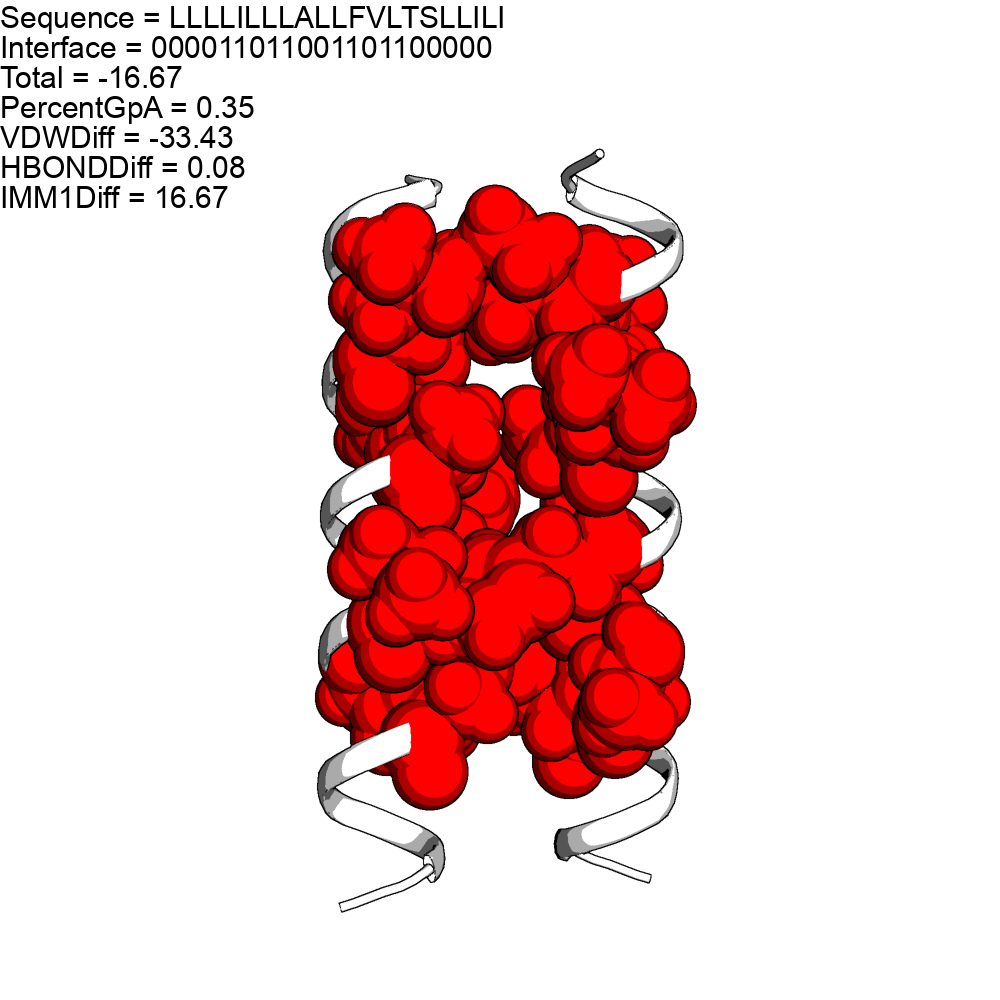 Sequence = LLLLILLLALLFVLTSLLILI
Interface = 000011011001101100000
Total = -16.67
PercentGpA = 0.35
VDWDiff = -33.43
HBONDDiff = 0.08
IMM1Diff = 16.67